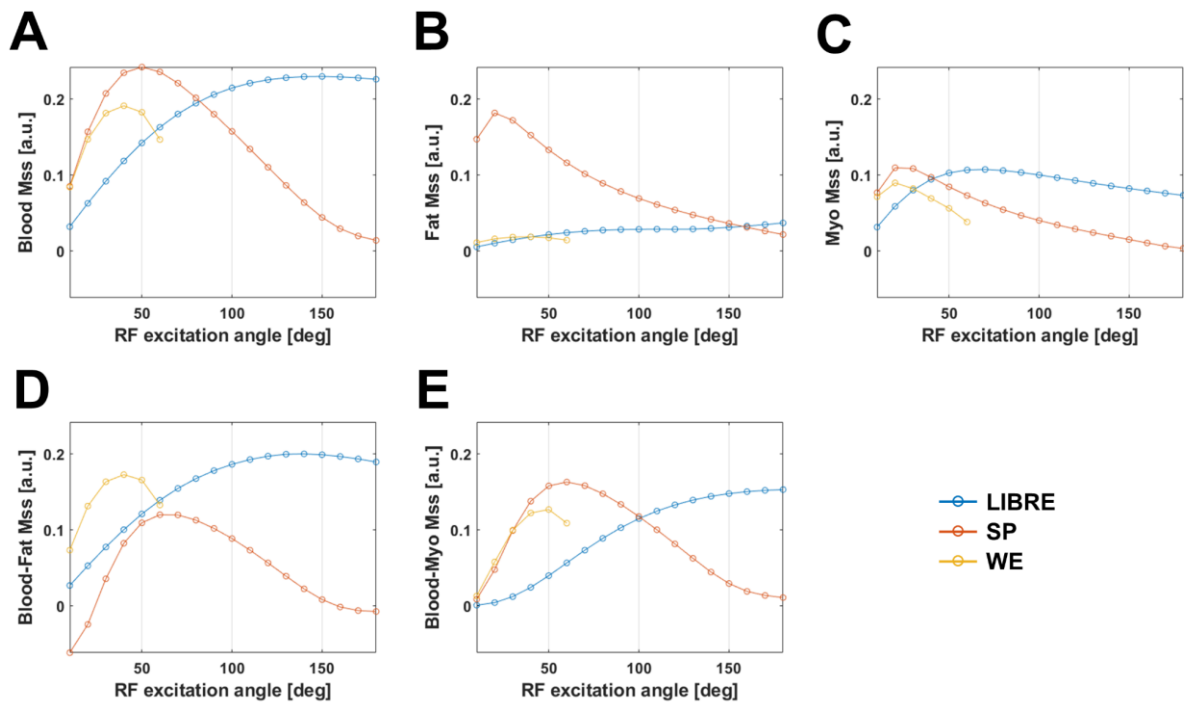 A
Blood Mss [a.u.]
0.2
0.1
0
50
100
150
RF excitation angle [deg]
B
Fat Mss [a.u.]
0.2
0.1
0
50
100
150
RF excitation angle [deg]
C
Myo Mss [a.u.]
0.2
0.1
0
50
100
150
RF excitation angle [deg]
D
Blood-Fat Mss [a.u.]
0.2
0.1
0
50
100
150
RF excitation angle [deg]
E
Blood-Myo Mss [a.u.]
0.2
0.1
0
50
100
150
RF excitation angle [deg]
LIBRE
SP
WE